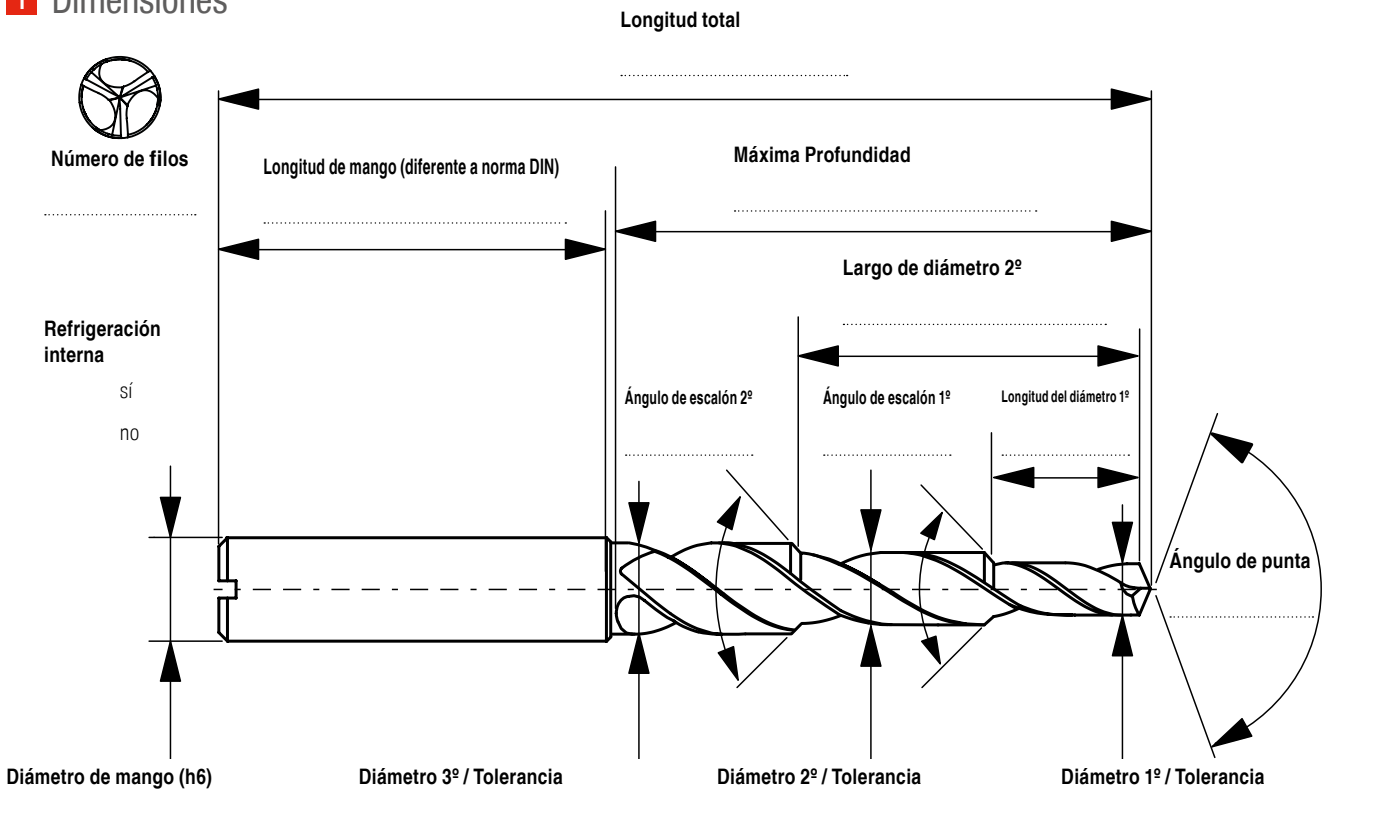 1 Dimensiones
Longitud total
Número de filos
Longitud de mango (diferente a norma DIN)
Máxima Profundidad
Largo de diámetro 2º
Refrigeración
interna
sí
no
Ángulo de escalón 2º
Ángulo de escalón 1º
Longitud del diámetro 1º
Ángulo de punta
Diámetro de mango (h6)
Diámetro 3º / Tolerancia
Diámetro 2º / Tolerancia
Diámetro 1º / Tolerancia